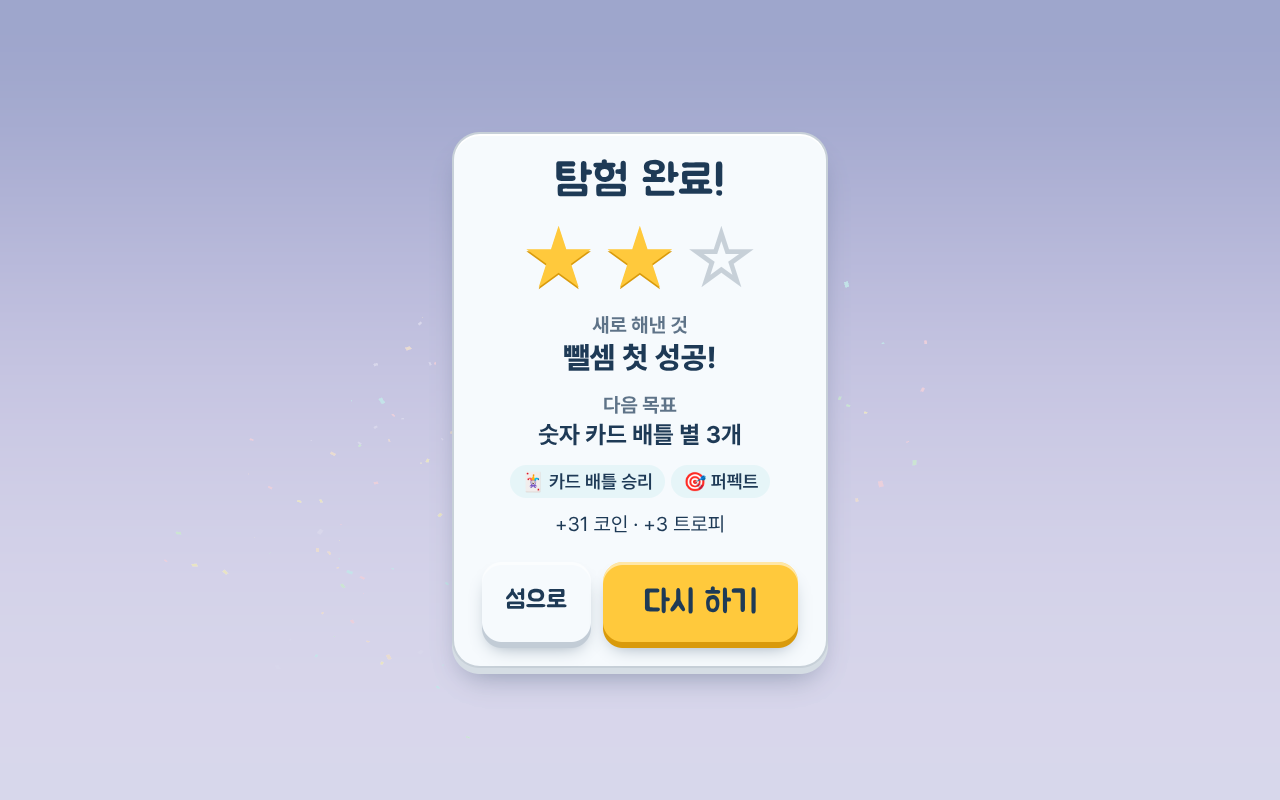 탐험 완료!
새로 해낸 것
뺄셈 첫 성공!
다음 목표
숫자 카드 배틀 별 3개
카드 배틀 승리
퍼펙트
+31 코인 · +3 트로피
섬으로
다시 하기